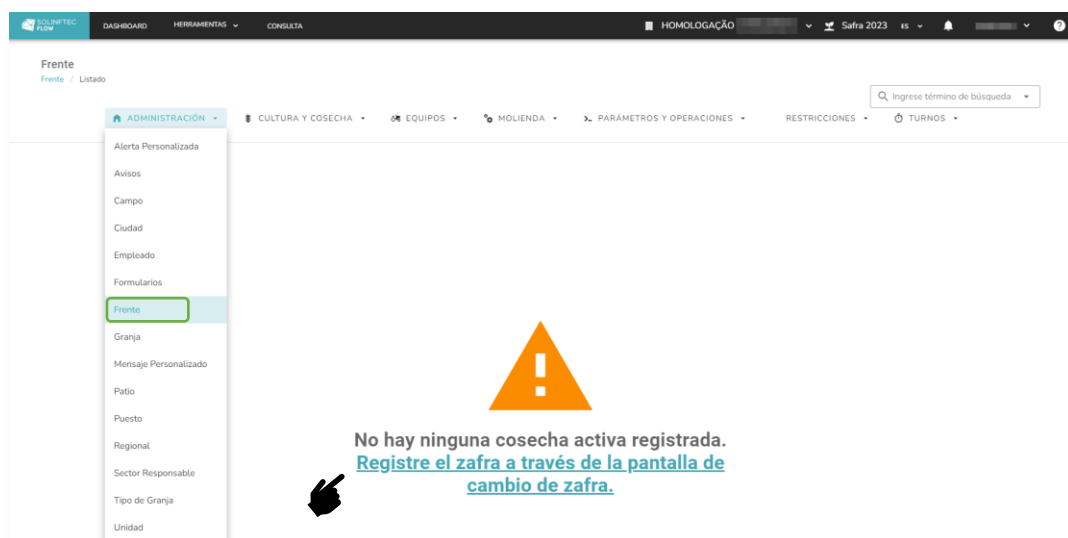 SOLINFTEC
FLOW
DASHBOARD
HERRAMIENTAS
CONSULTA
HOMOLOGAÇÃO
Safra 2023
ES
?
Frente
Frente / Listado
Ingrese término de búsqueda
ADMINISTRACIÓN
CULTURA Y COSECHA
EQUIPOS
MOLIENDA
PARÁMETROS Y OPERACIONES
RESTRICCIONES
TURNOS
Alerta Personalizada
Avisos
Campo
Ciudad
Empleado
Formularios
Frente
Granja
Mensaje Personalizado
Patio
Puesto
Regional
Sector Responsable
Tipo de Granja
Unidad
No hay ninguna cosecha activa registrada.
Registre el zafra a través de la pantalla de
cambio de zafra.